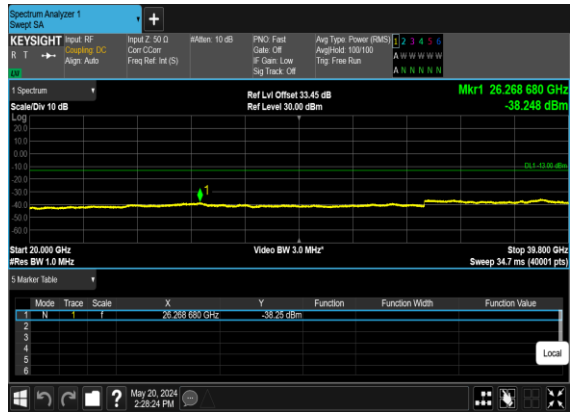 Spectrum Analyzer 1
Swept SA
+
KEYSIGHT Input: RF Input Z: 50 Ω #Atten: 10 dB PNO: Fast Avg Type: Power (RMS) 1 2 3 4 5 6
R T Coupling: DC Corr CCorr Gate: Off Avg|Hold: 100/100 A W W W W W
Align: Auto Freq Ref: Int (S) IF Gain: Low Trig: Free Run
LU Sig Track: Off A N N N N N
1 Spectrum Ref Lvl Offset 33.45 dB Mkr1 26.268 680 GHz
Scale/Div 10 dB Ref Level 30.00 dBm -38.248 dBm
Log
20.0
10.0
0.00
-10.0 DL1 -13.00 dBm
-20.0
-30.0 1
-40.0
-50.0
-60.0
Start 20.000 GHz Video BW 3.0 MHz* Stop 39.800 GHz
#Res BW 1.0 MHz Sweep 34.7 ms (40001 pts)
5 Marker Table
Mode Trace Scale X Y Function Function Width Function Value
1 N 1 f 26.268 680 GHz -38.25 dBm
2
3
4
5
6
Local
? May 20, 2024
2:28:24 PM